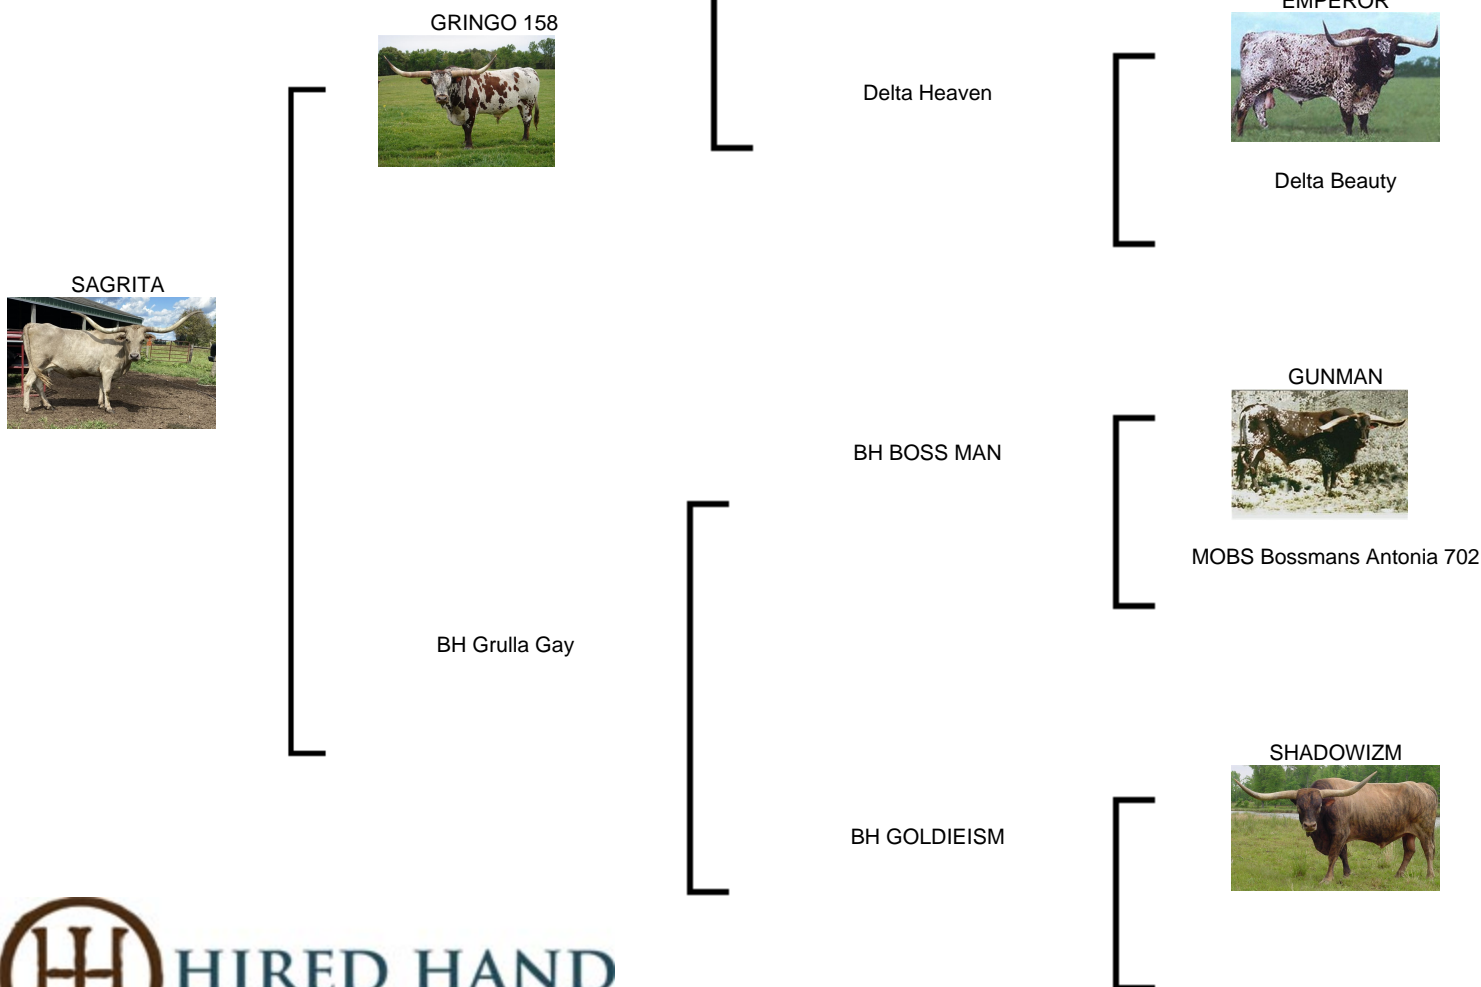 EMPEROR
GRINGO 158
Delta Heaven
Delta Beauty
SAGRITA
GUNMAN
BH BOSS MAN
MOBS Bossmans Antonia 702
BH Grulla Gay
SHADOWIZM
BH GOLDIEISM
HIRED HAND